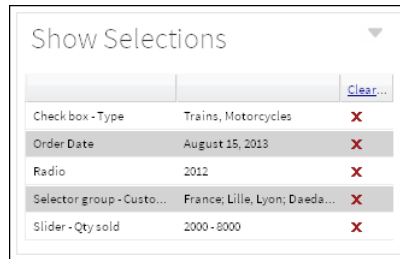 Show Selections
Clear...
Check box - Type Trains, Motorcycles
Order Date August 15, 2013
Radio 2012
Selector group - Custo... France; Lille, Lyon; Daeda...
Slider - Qty sold 2000 - 8000